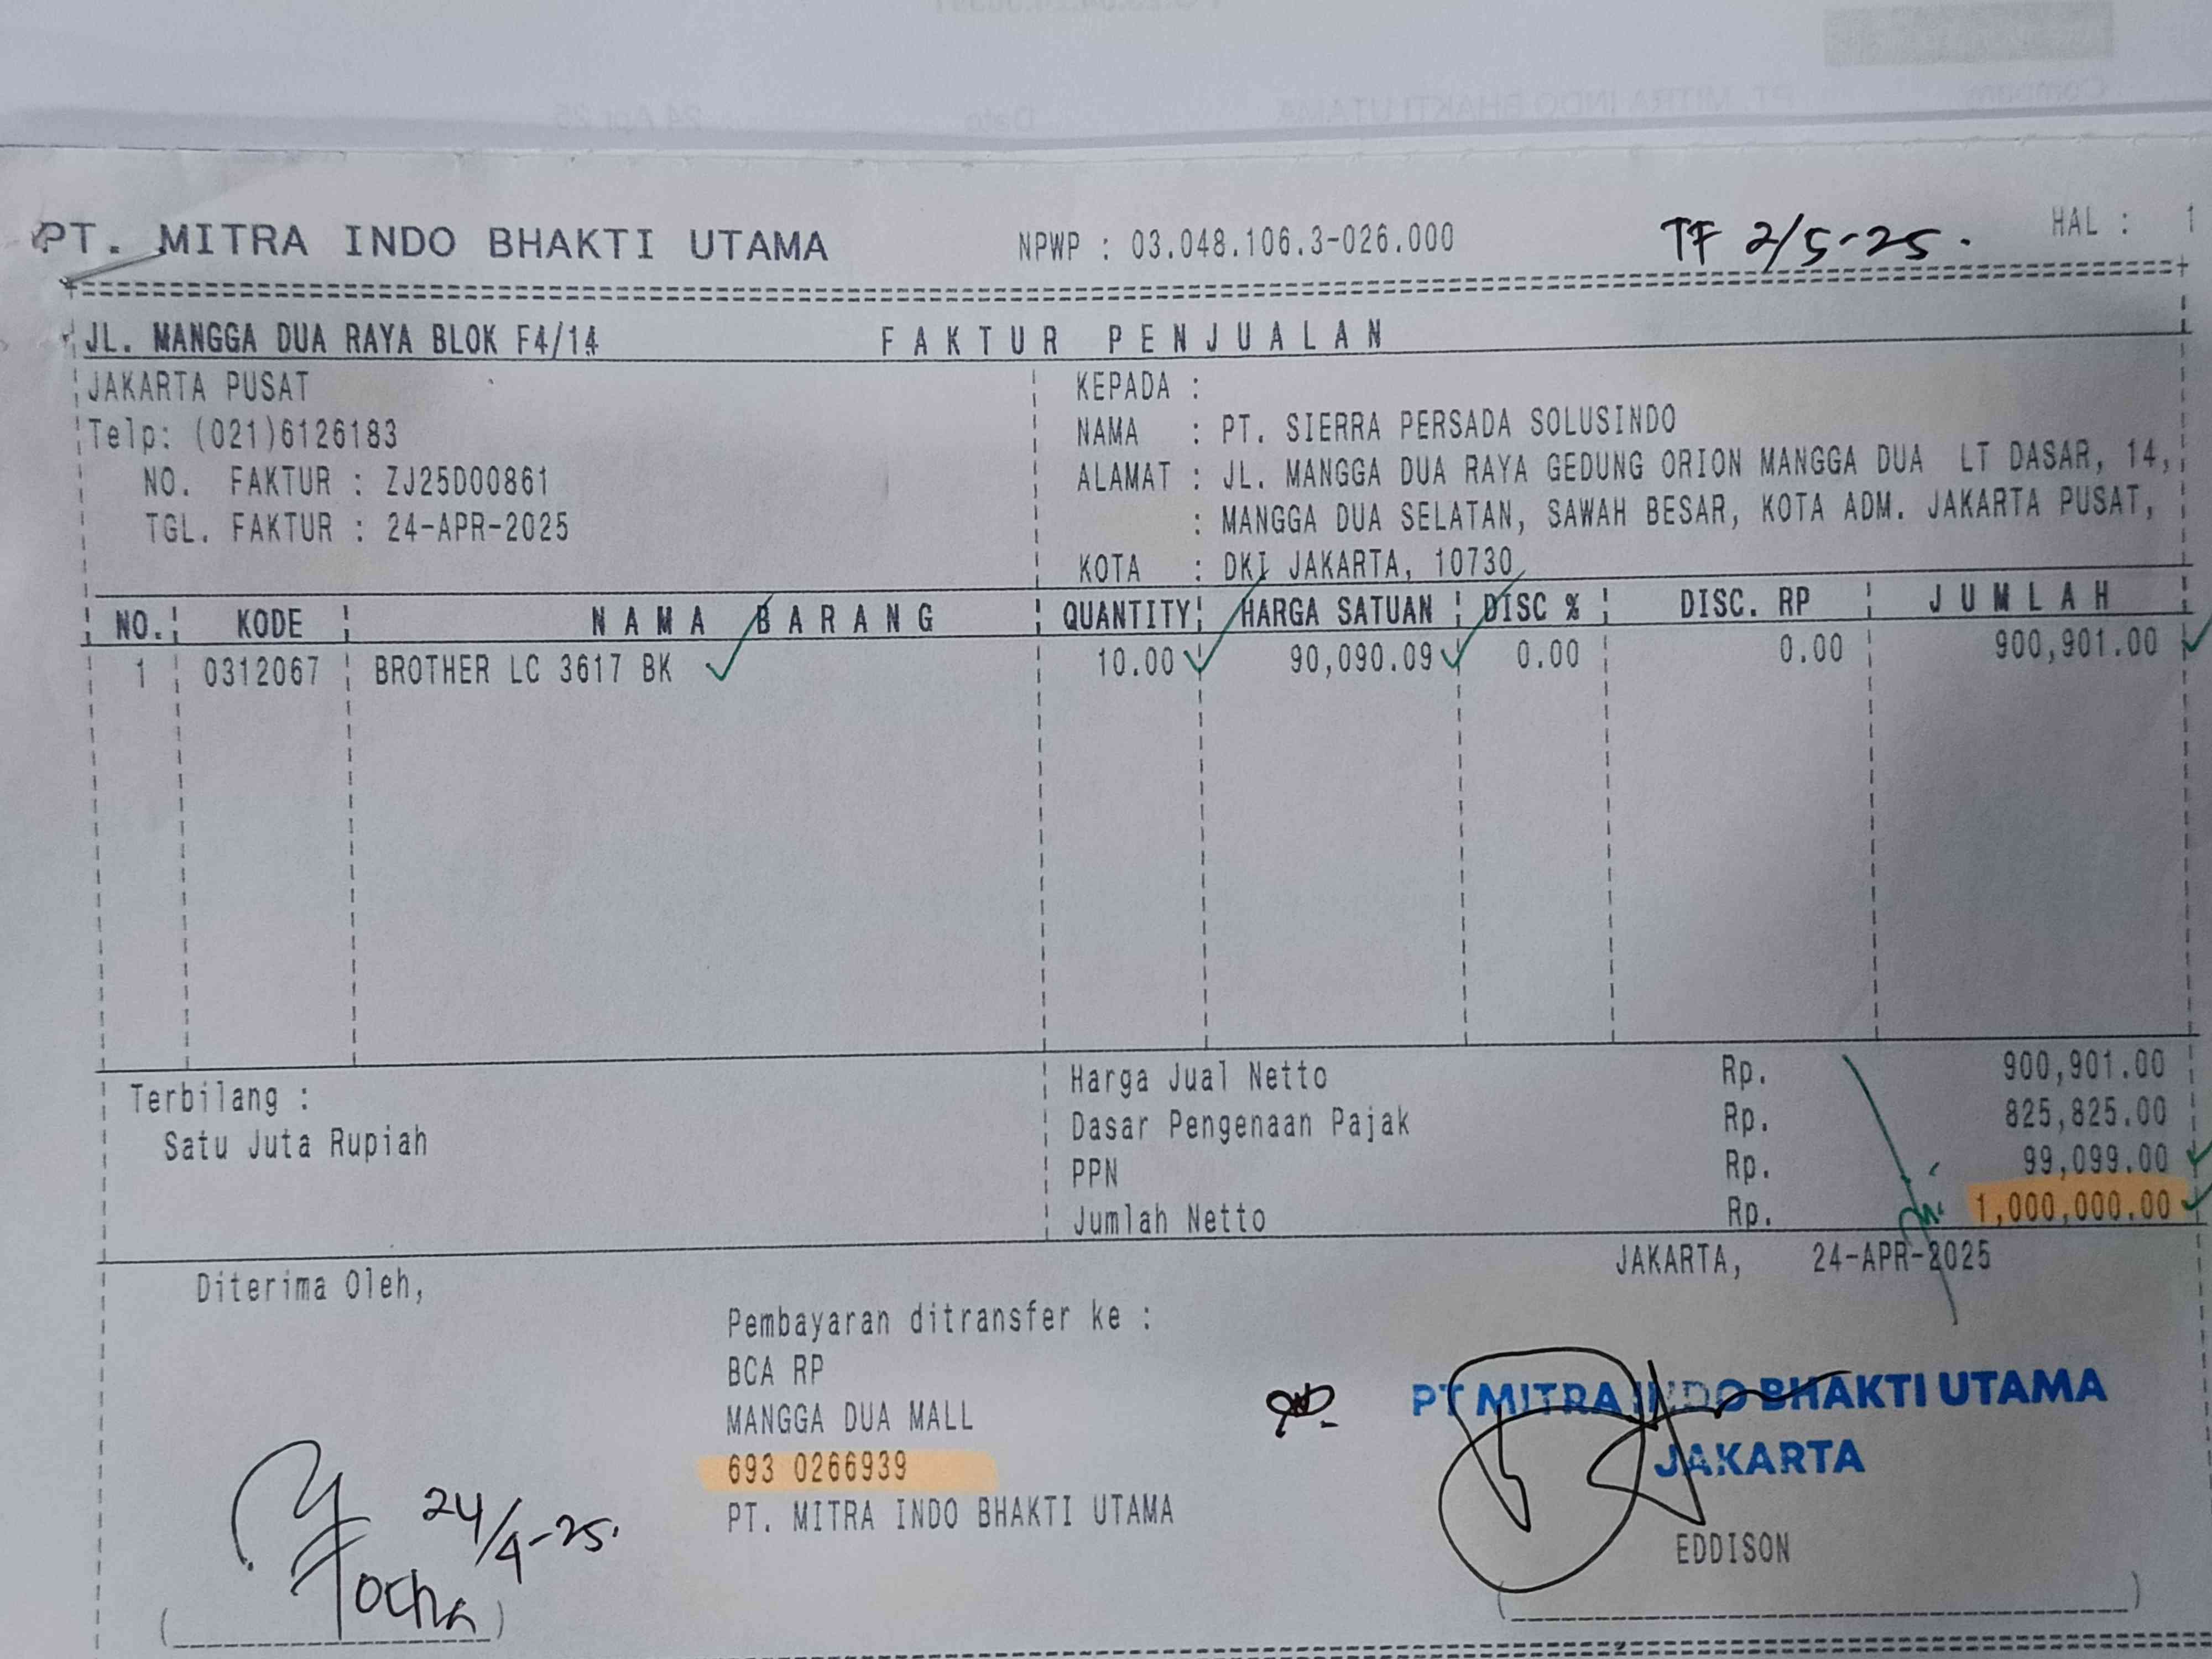 PT. MITRA INDO BHAKTI UTAMA NPWP : 03.048.106.3-026.000 TF 2/5-25. HAL : 1
JL. MANGGA DUA RAYA BLOK F4/14 FAKTUR PENJUALAN
JAKARTA PUSAT KEPADA :
Telp: (021)6126183 NAMA : PT. SIERRA PERSADA SOLUSINDO
NO. FAKTUR : ZJ25D00861 ALAMAT : JL. MANGGA DUA RAYA GEDUNG ORION MANGGA DUA LT DASAR, 14,
TGL. FAKTUR : 24-APR-2025 : MANGGA DUA SELATAN, SAWAH BESAR, KOTA ADM. JAKARTA PUSAT,
KOTA : DKI JAKARTA, 10730
NO. KODE NAMA BARANG QUANTITY HARGA SATUAN DISC % DISC. RP JUMLAH
1 0312067 BROTHER LC 3617 BK 10.00 90,090.09 0.00 0.00 900,901.00
Harga Jual Netto Rp. 900,901.00
Terbilang : Dasar Pengenaan Pajak Rp. 825,825.00
Satu Juta Rupiah PPN Rp. 99,099.00
Jumlah Netto Rp. 1,000,000.00
JAKARTA, 24-APR-2025
Diterima Oleh,
Pembayaran ditransfer ke :
BCA RP
MANGGA DUA MALL
693 0266939
PT. MITRA INDO BHAKTI UTAMA
PT MITRA INDO BHAKTI UTAMA
JAKARTA
24/4-25.
EDDISON